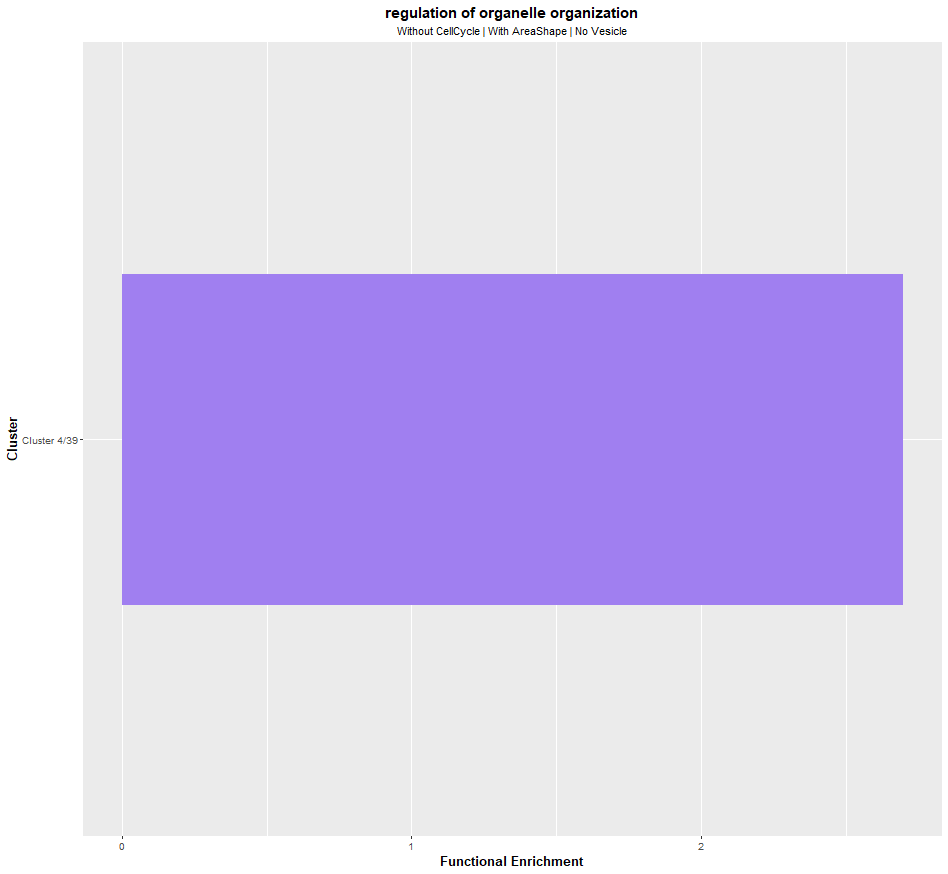 regulation of organelle organization
Without CellCycle | With AreaShape | No Vesicle
Cluster
Cluster 4/39
0 1 2
Functional Enrichment